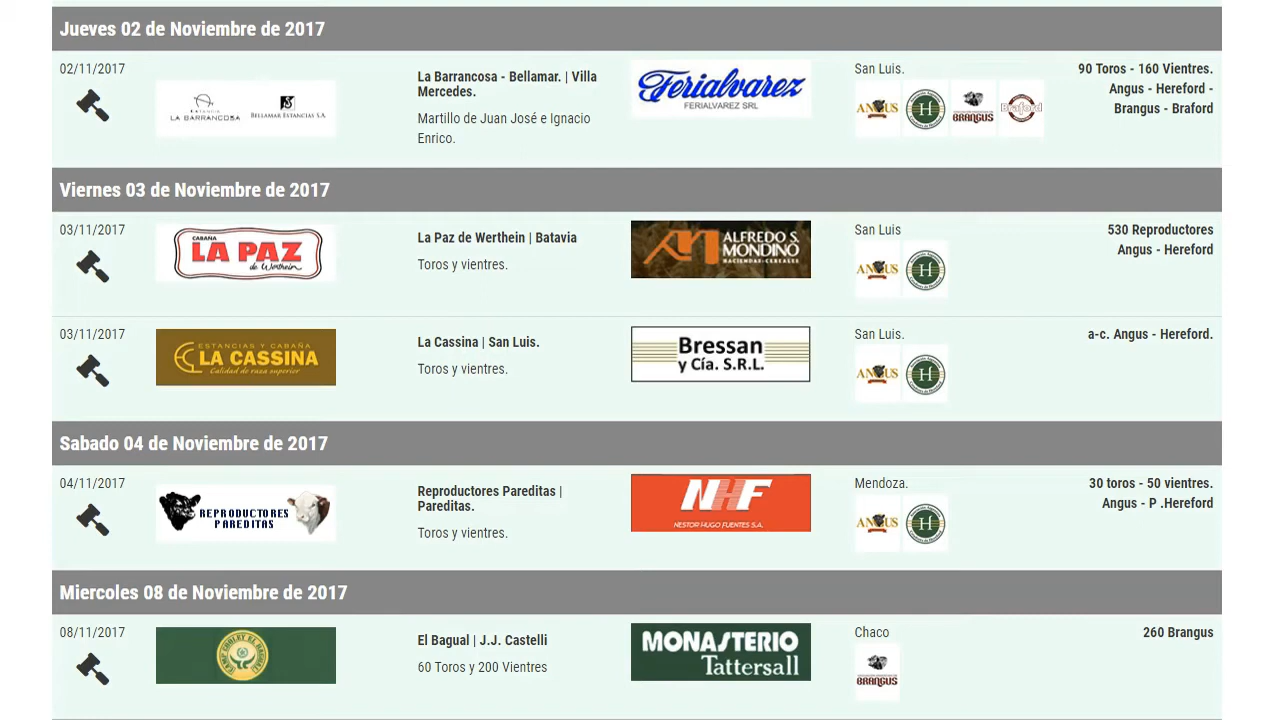 Jueves 02 de Noviembre de 2017
02/11/2017
LA BARRANCOSA
BELLAMAR ESTANCIAS S.A.
La Barrancosa - Bellamar. | Villa
Mercedes.
Martillo de Juan José e Ignacio
Enrico.
Ferialvarez
FERIALVAREZ SRL
San Luis.
ANGUS
H
BRANGUS
Braford
90 Toros - 160 Vientres.
Angus - Hereford -
Brangus - Braford
Viernes 03 de Noviembre de 2017
03/11/2017
CABAÑA
LA PAZ
de Werthein
La Paz de Werthein | Batavia
Toros y vientres.
ALFREDO S.
MONDINO
HACIENDAS-CEREALES
San Luis
ANGUS
H
530 Reproductores
Angus - Hereford
03/11/2017
ESTANCIAS Y CABAÑA
LA CASSINA
Calidad de raza superior
La Cassina | San Luis.
Toros y vientres.
Bressan
y Cía. S.R.L.
San Luis.
ANGUS
H
a-c. Angus - Hereford.
Sabado 04 de Noviembre de 2017
04/11/2017
REPRODUCTORES
PAREDITAS
Reproductores Pareditas |
Pareditas.
Toros y vientres.
NHF
NESTOR HUGO FUENTES S.A.
Mendoza.
ANGUS
H
30 toros - 50 vientres.
Angus - P .Hereford
Miercoles 08 de Noviembre de 2017
08/11/2017
El Bagual | J.J. Castelli
60 Toros y 200 Vientres
MONASTERIO
Tattersall
Chaco
BRANGUS
260 Brangus